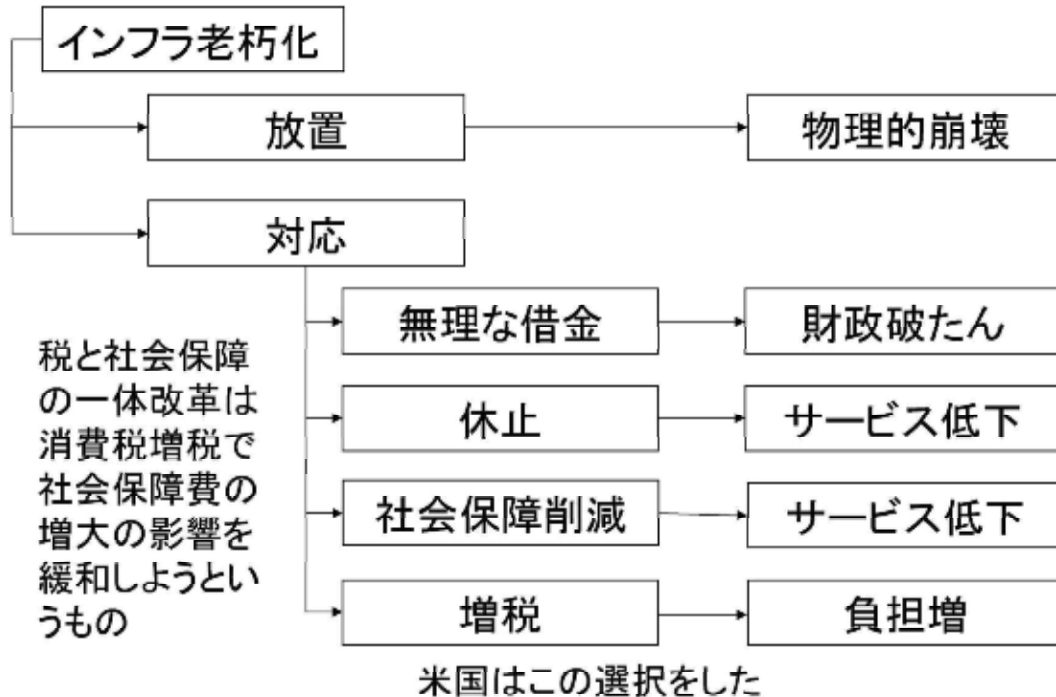 インフラ老朽化
放置
物理的崩壊
対応
無理な借金
財政破たん
休止
サービス低下
社会保障削減
サービス低下
増税
負担増
税と社会保障
の一体改革は
消費税増税で
社会保障費の
増大の影響を
緩和しようとい
うもの
米国はこの選択をした